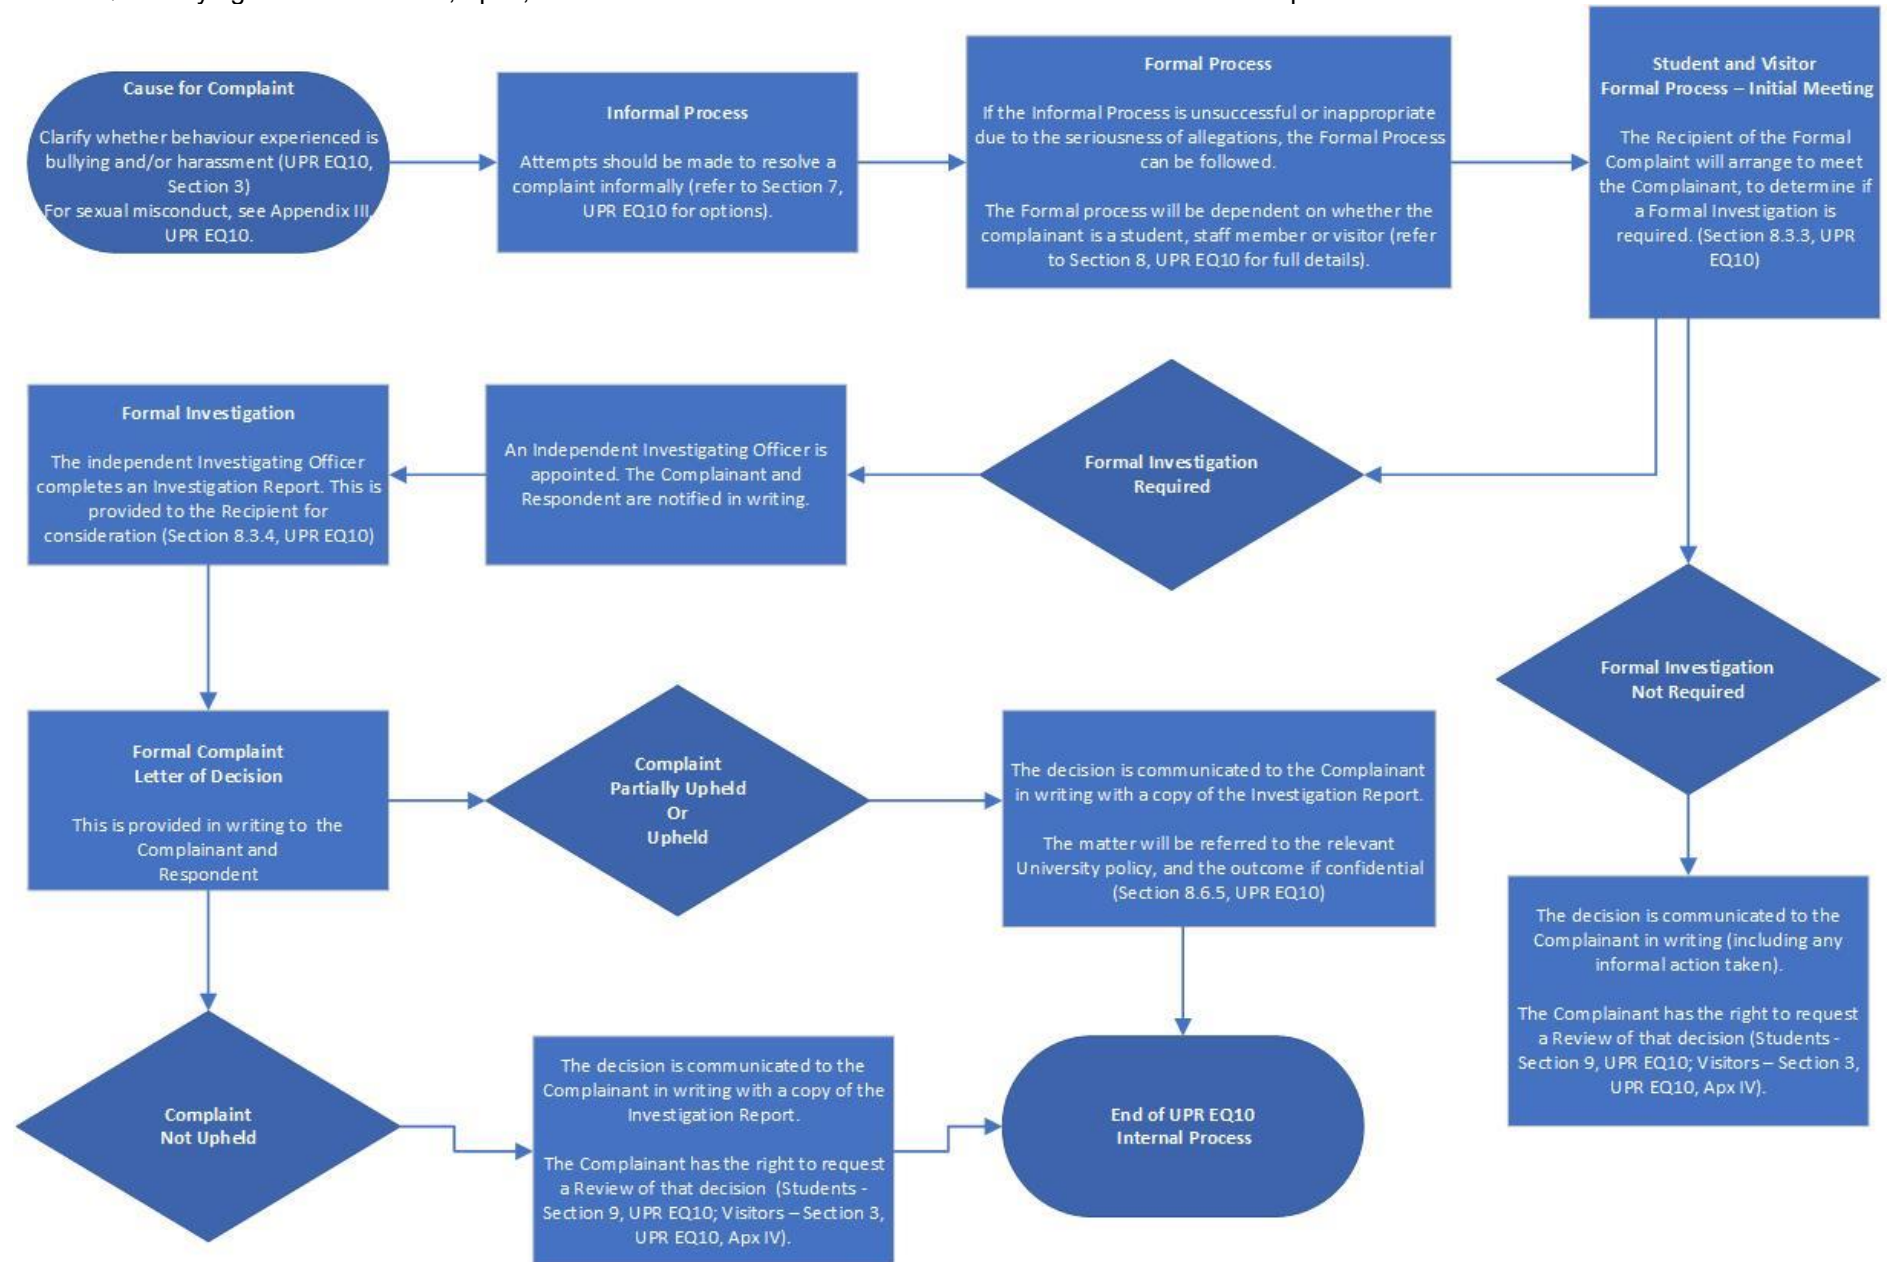 Cause for Complaint
Clarify whether behaviour experienced is
bullying and/or harassment (UPR EQ10,
Section 3)
For sexual misconduct, see Appendix III,
UPR EQ10.
Informal Process
Attempts should be made to resolve a
complaint informally (refer to Section 7,
UPR EQ10 for options).
Formal Process
If the Informal Process is unsuccessful or inappropriate
due to the seriousness of allegations, the Formal Process
can be followed.
The Formal process will be dependent on whether the
complainant is a student, staff member or visitor (refer
to Section 8, UPR EQ10 for full details).
Student and Visitor
Formal Process – Initial Meeting
The Recipient of the Formal
Complaint will arrange to meet
the Complainant, to determine if
a Formal Investigation is
required. (Section 8.3.3, UPR
EQ10)
Formal Investigation
The independent Investigating Officer
completes an Investigation Report. This is
provided to the Recipient for
consideration (Section 8.3.4, UPR EQ10)
An Independent Investigating Officer is
appointed. The Complainant and
Respondent are notified in writing.
Formal Investigation
Required
Formal Investigation
Not Required
Formal Complaint
Letter of Decision
This is provided in writing to the
Complainant and
Respondent
Complaint
Partially Upheld
Or
Upheld
The decision is communicated to the Complainant
in writing with a copy of the Investigation Report.
The matter will be referred to the relevant
University policy, and the outcome if confidential
(Section 8.6.5, UPR EQ10)
The decision is communicated to the
Complainant in writing (including any
informal action taken).
The Complainant has the right to request
a Review of that decision (Students -
Section 9, UPR EQ10; Visitors – Section 3,
UPR EQ10, Apx IV).
Complaint
Not Upheld
The decision is communicated to the
Complainant in writing with a copy of the
Investigation Report.
The Complainant has the right to request
a Review of that decision (Students -
Section 9, UPR EQ10; Visitors – Section 3,
UPR EQ10, Apx IV).
End of UPR EQ10
Internal Process